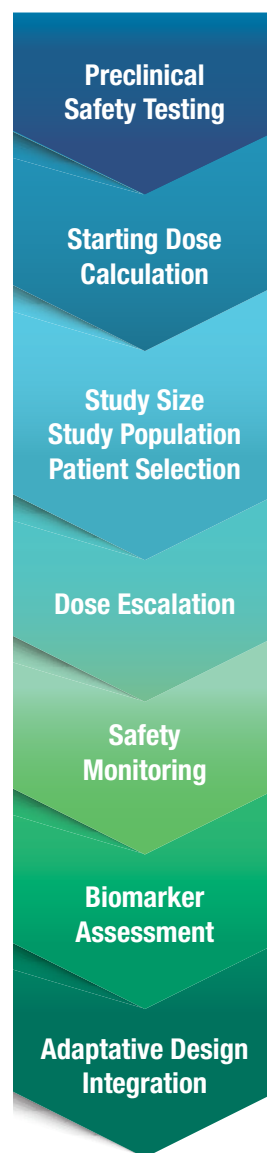 Preclinical
Safety Testing
Starting Dose
Calculation
Study Size
Study Population
Patient Selection
Dose Escalation
Safety
Monitoring
Biomarker
Assessment
Adaptative Design
Integration